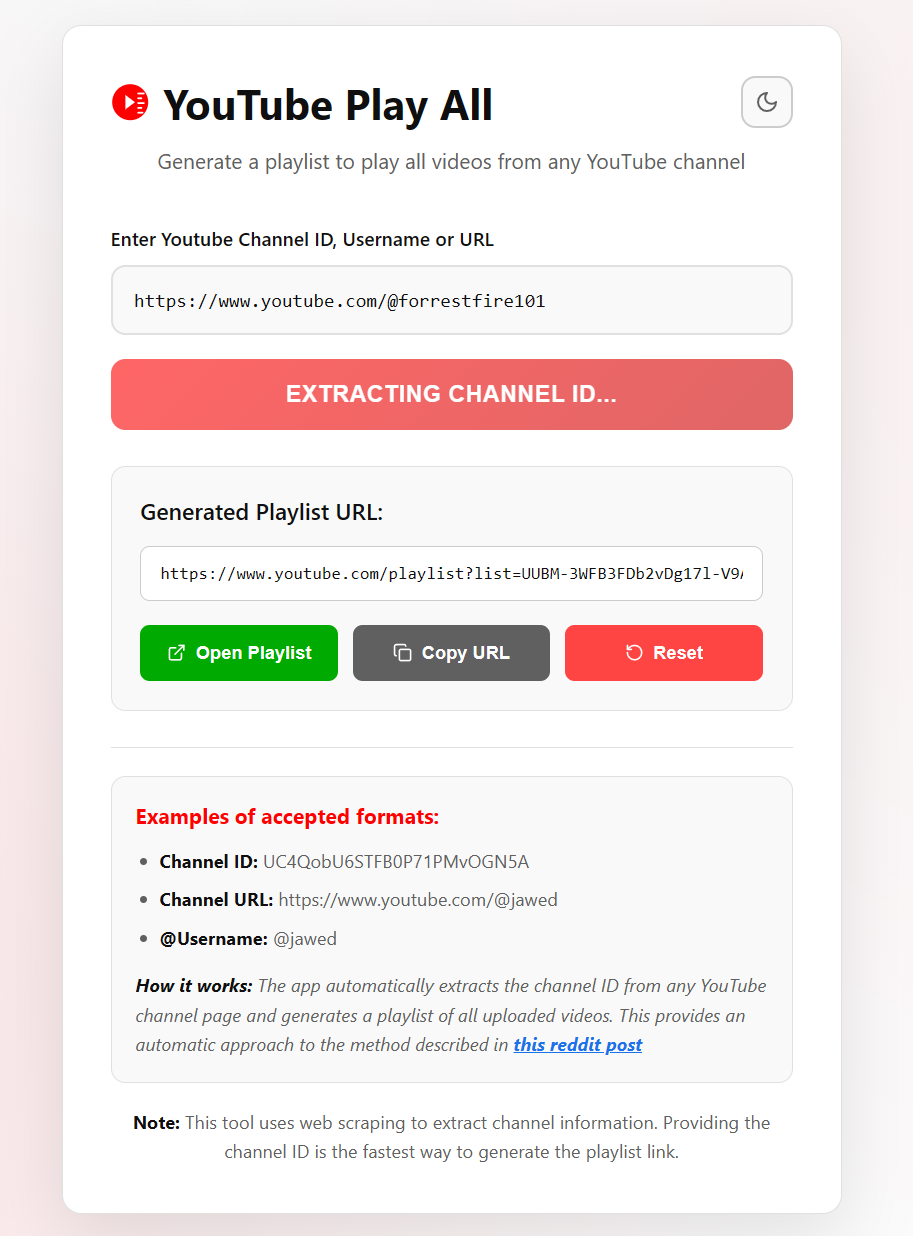 YouTube Play All
Generate a playlist to play all videos from any YouTube channel
Enter Youtube Channel ID, Username or URL
https://www.youtube.com/@forrestfire101
EXTRACTING CHANNEL ID...
Generated Playlist URL:
https://www.youtube.com/playlist?list=UUBM-3WFB3FDb2vDg17l-V9A
Open Playlist
Copy URL
Reset
Examples of accepted formats:
Channel ID: UC4QobU6STFB0P71PMvOGN5A
Channel URL: https://www.youtube.com/@jawed
@Username: @jawed
How it works: The app automatically extracts the channel ID from any YouTube
channel page and generates a playlist of all uploaded videos. This provides an
automatic approach to the method described in this reddit post
Note: This tool uses web scraping to extract channel information. Providing the
channel ID is the fastest way to generate the playlist link.